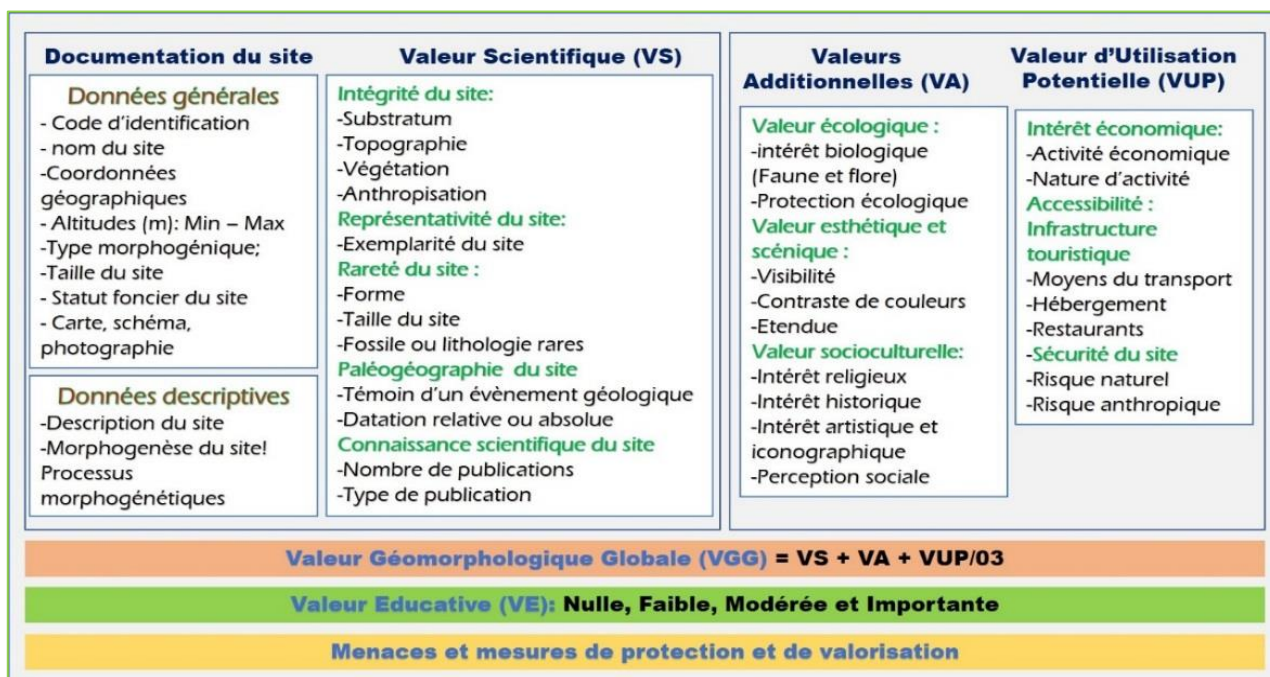 Documentation du site
Données générales
- Code d'identification
- nom du site
-Coordonnées
géographiques
- Altitudes (m): Min – Max
-Type morphogénique;
-Taille du site
- Statut foncier du site
- Carte, schéma,
photographie
Données descriptives
-Description du site
-Morphogenèse du site!
Processus
morphogénétiques
Valeur Scientifique (VS)
Intégrité du site:
-Substratum
-Topographie
-Végétation
-Anthropisation
Représentativité du site:
-Exemplarité du site
Rareté du site :
-Forme
-Taille du site
-Fossile ou lithologie rares
Paléogéographie du site
-Témoin d'un évènement géologique
-Datation relative ou absolue
Connaissance scientifique du site
-Nombre de publications
-Type de publication
Valeurs
Additionnelles (VA)
Valeur écologique :
-intérêt biologique
(Faune et flore)
-Protection écologique
Valeur esthétique et
scénique :
-Visibilité
-Contraste de couleurs
-Etendue
Valeur socioculturelle:
-Intérêt religieux
-Intérêt historique
-Intérêt artistique et
iconographique
-Perception sociale
Valeur d'Utilisation
Potentielle (VUP)
Intérêt économique:
-Activité économique
-Nature d'activité
Accessibilité :
Infrastructure
touristique
-Moyens du transport
-Hébergement
-Restaurants
-Sécurité du site
-Risque naturel
-Risque anthropique
Valeur Géomorphologique Globale (VGG) = VS + VA + VUP/03
Valeur Educative (VE): Nulle, Faible, Modérée et Importante
Menaces et mesures de protection et de valorisation